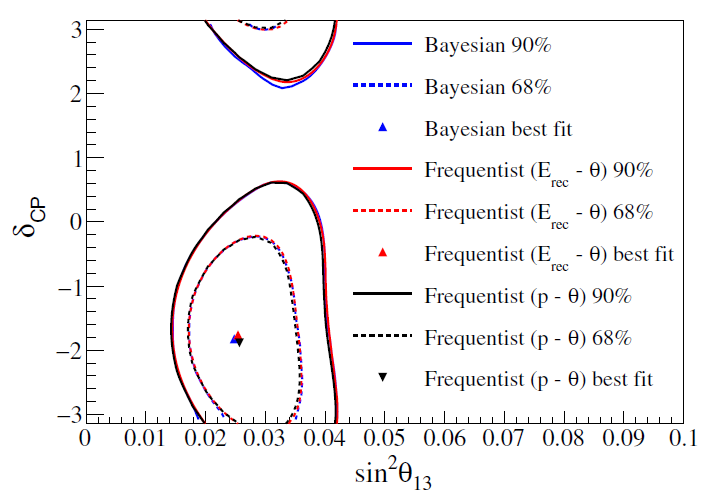 3
2
1
0
−1
−2
−3
δCP
Bayesian 90%
Bayesian 68%
Bayesian best fit
Frequentist (Erec - θ) 90%
Frequentist (Erec - θ) 68%
Frequentist (Erec - θ) best fit
Frequentist (p - θ) 90%
Frequentist (p - θ) 68%
Frequentist (p - θ) best fit
0 0.01 0.02 0.03 0.04 0.05 0.06 0.07 0.08 0.09 0.1
sin²θ13